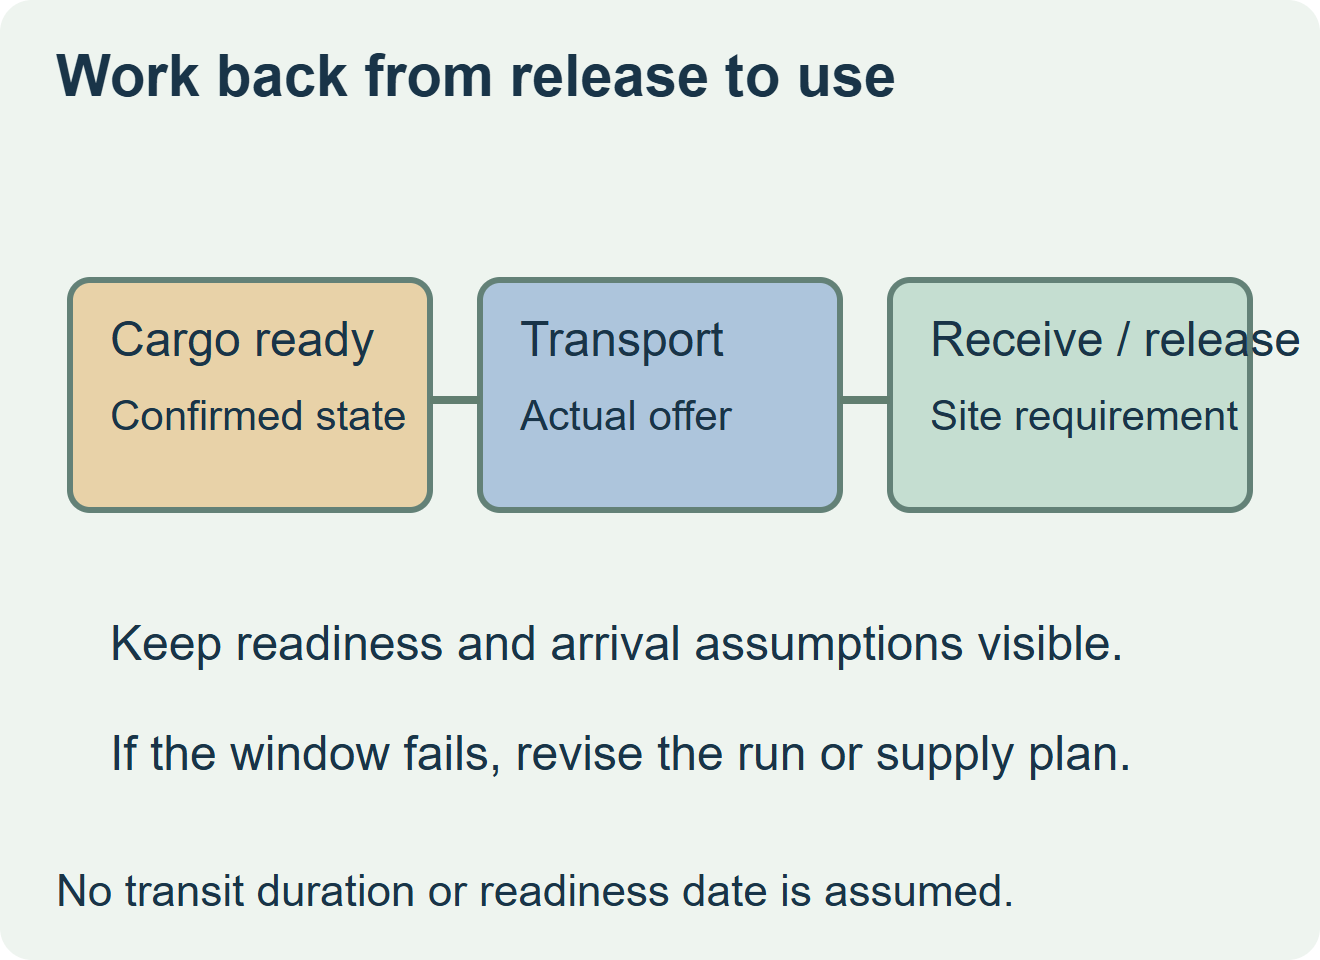 Work back from release to use
Cargo ready
Confirmed state
Transport
Actual offer
Receive / release
Site requirement
Keep readiness and arrival assumptions visible.
If the window fails, revise the run or supply plan.
No transit duration or readiness date is assumed.